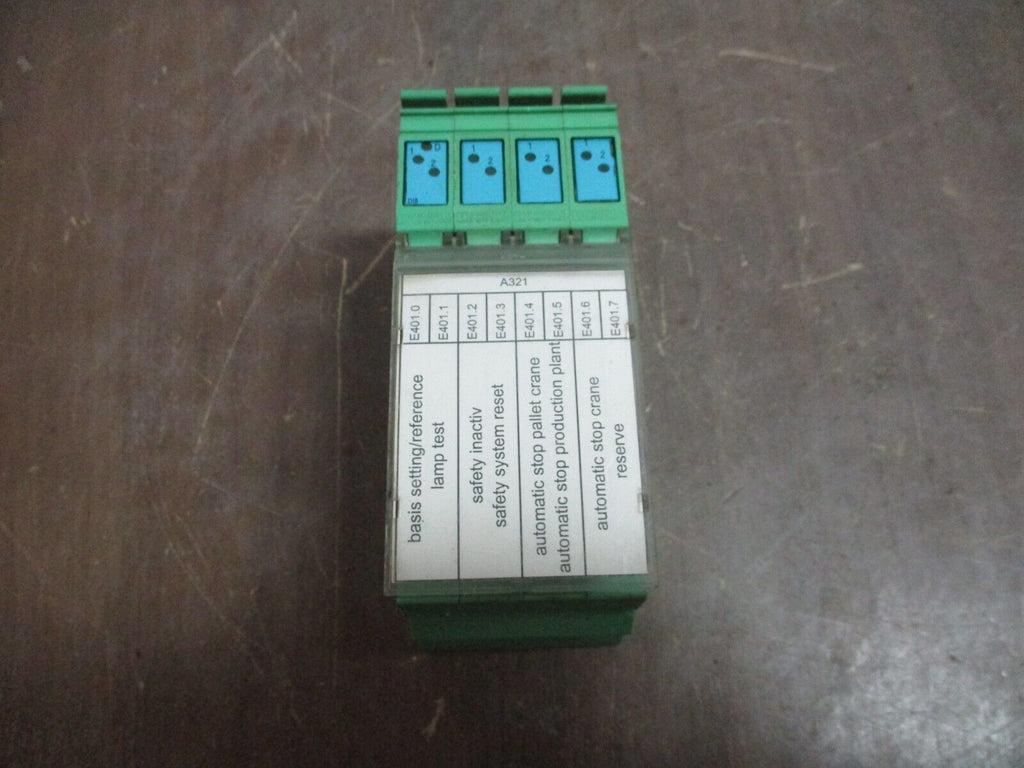 1 D
2
DI8
1
2
1
2
1
2
A321
E401.0
E401.1
E401.2
E401.3
E401.4
E401.5
E401.6
E401.7
basis setting/reference
lamp test
safety inactiv
safety system reset
automatic stop pallet crane
automatic stop production plant
automatic stop crane
reserve